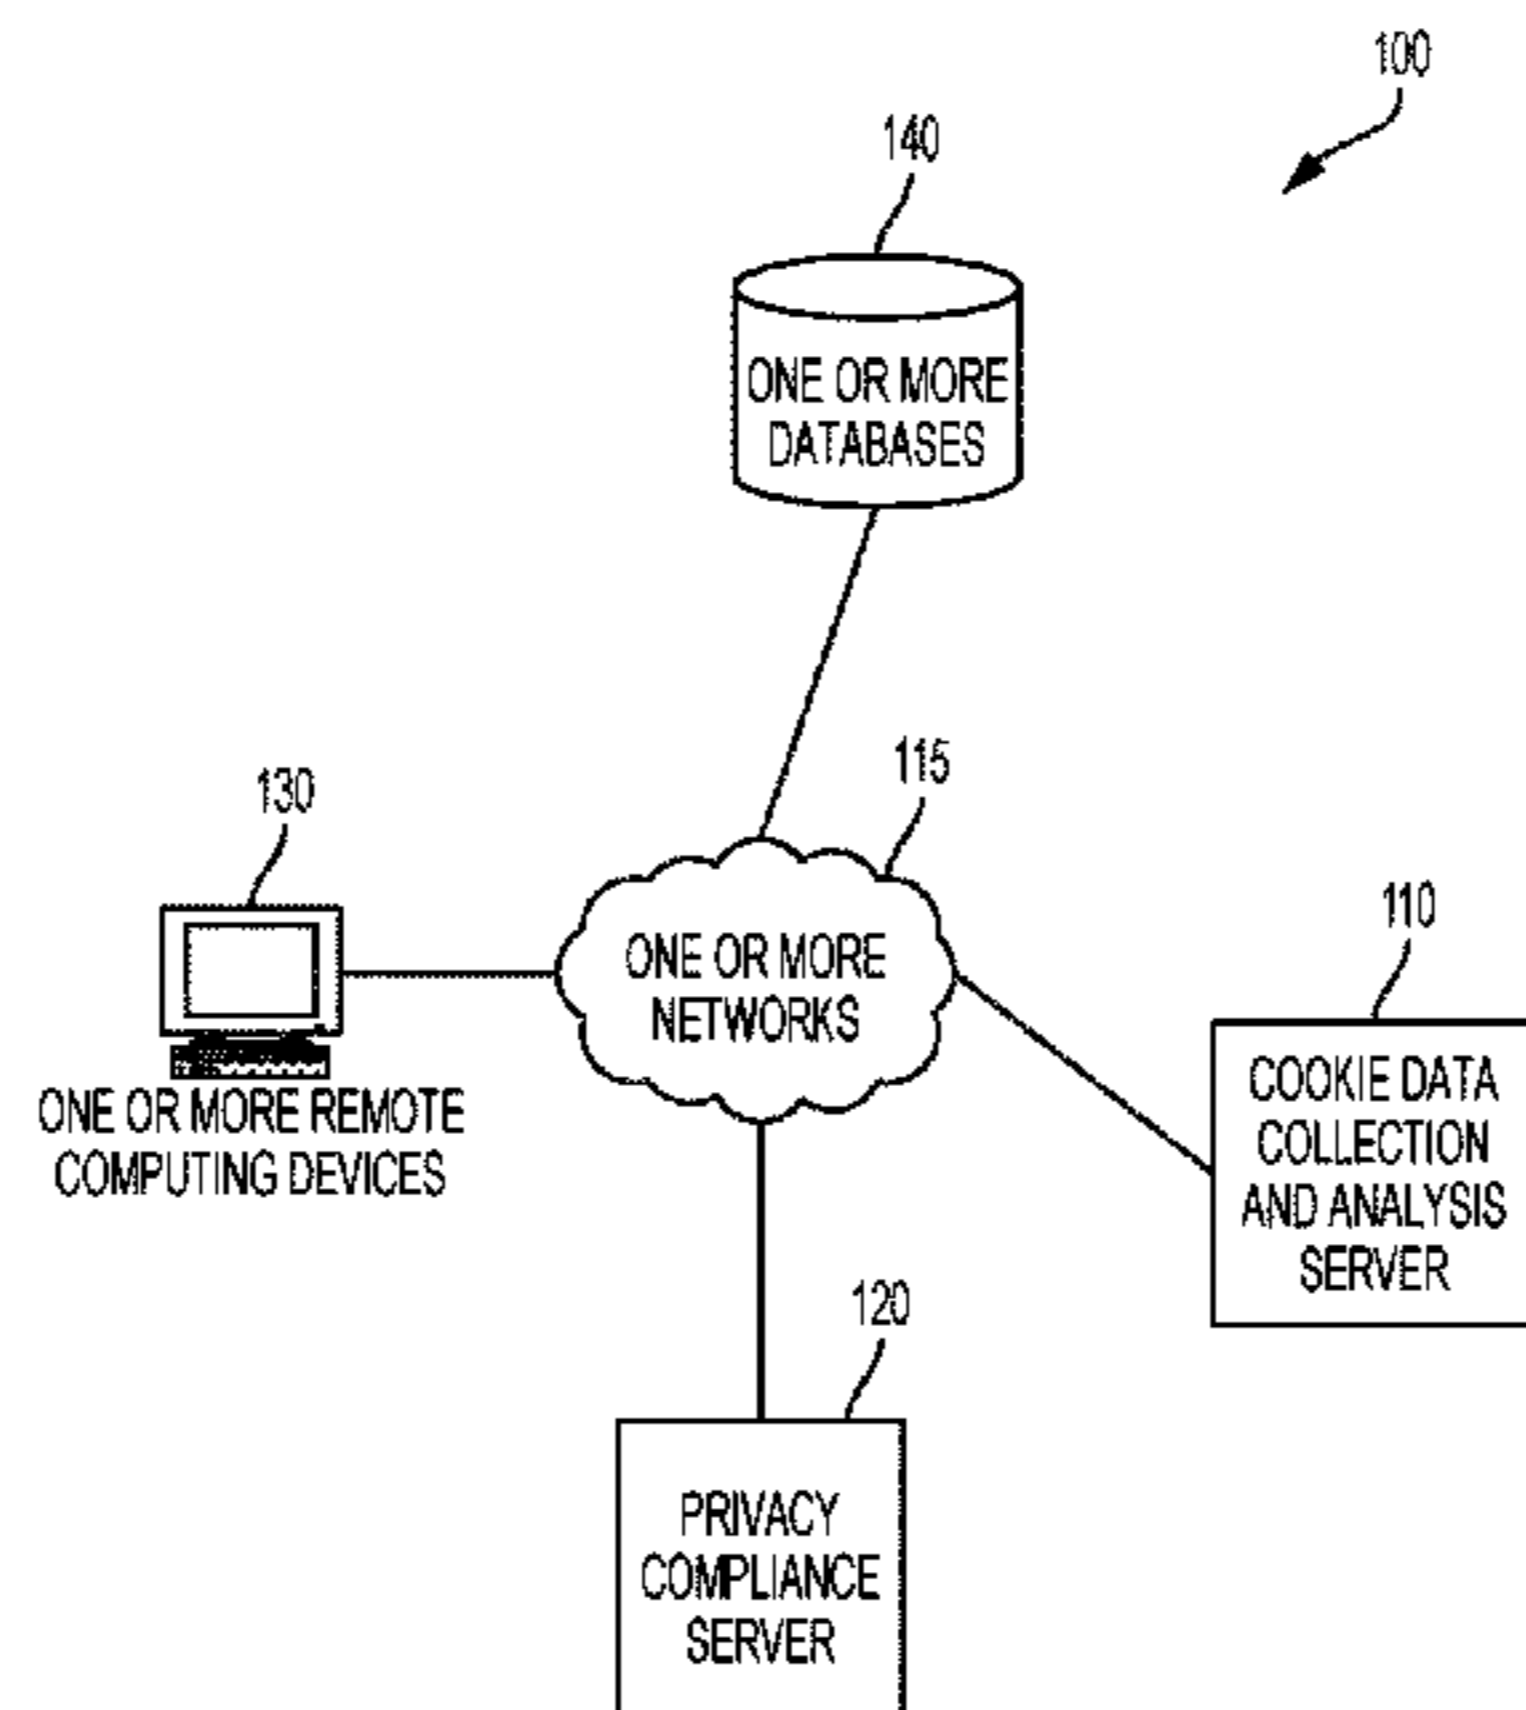 100
140
ONE OR MORE
DATABASES
115
130
110
ONE OR MORE
NETWORKS
ONE OR MORE REMOTE
COMPUTING DEVICES
COOKIE DATA
COLLECTION
AND ANALYSIS
SERVER
120
PRIVACY
COMPLIANCE
SERVER